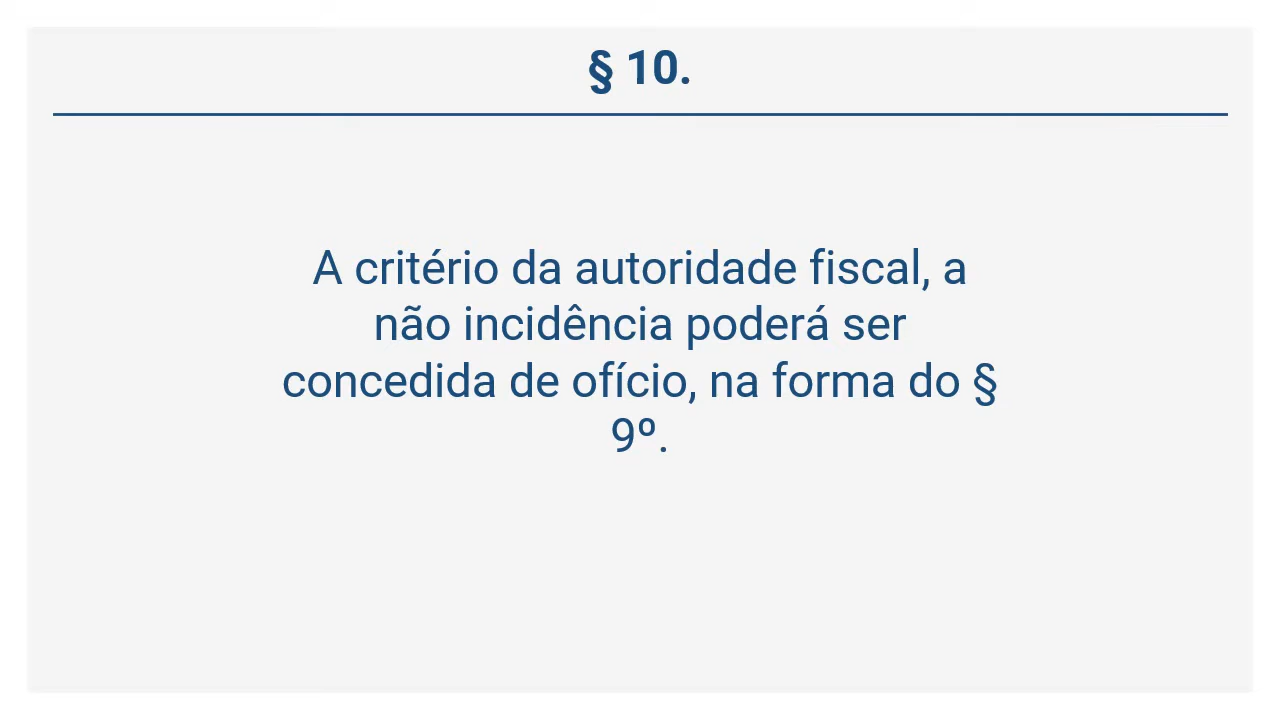 § 10.
A critério da autoridade fiscal, a
não incidência poderá ser
concedida de ofício, na forma do §
9º.